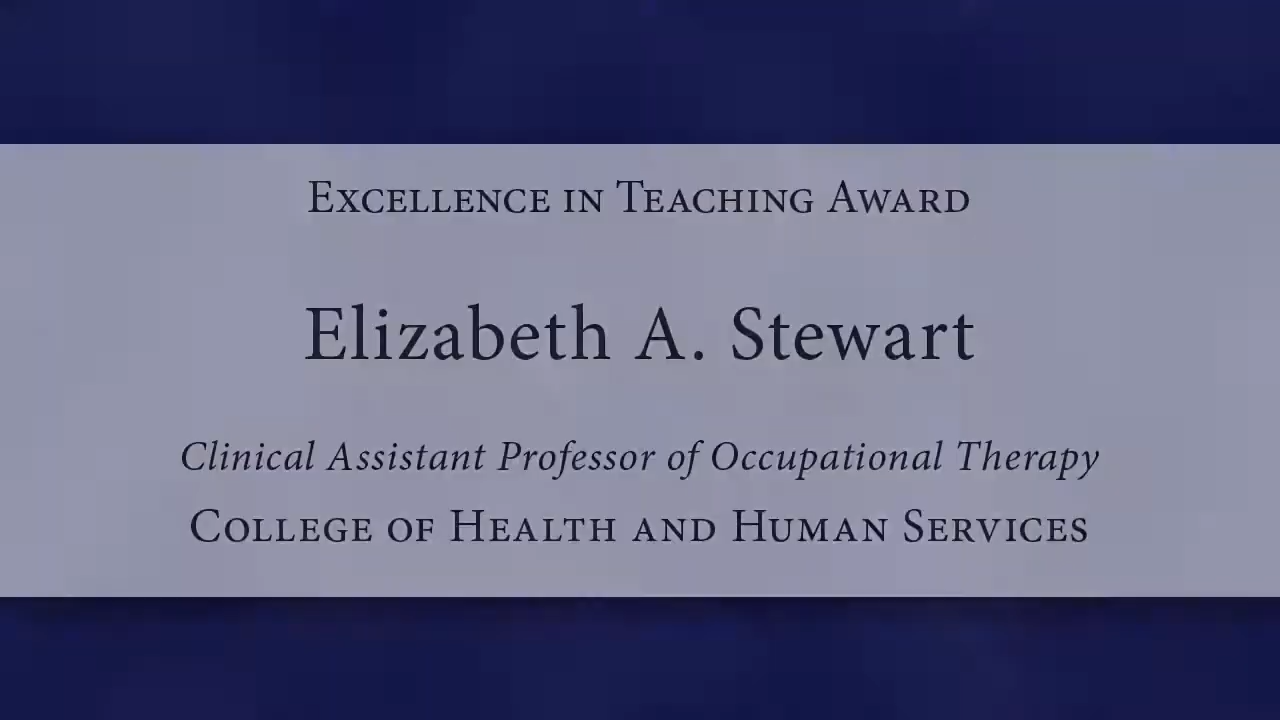 Excellence in Teaching Award
Elizabeth A. Stewart
Clinical Assistant Professor of Occupational Therapy
College of Health and Human Services